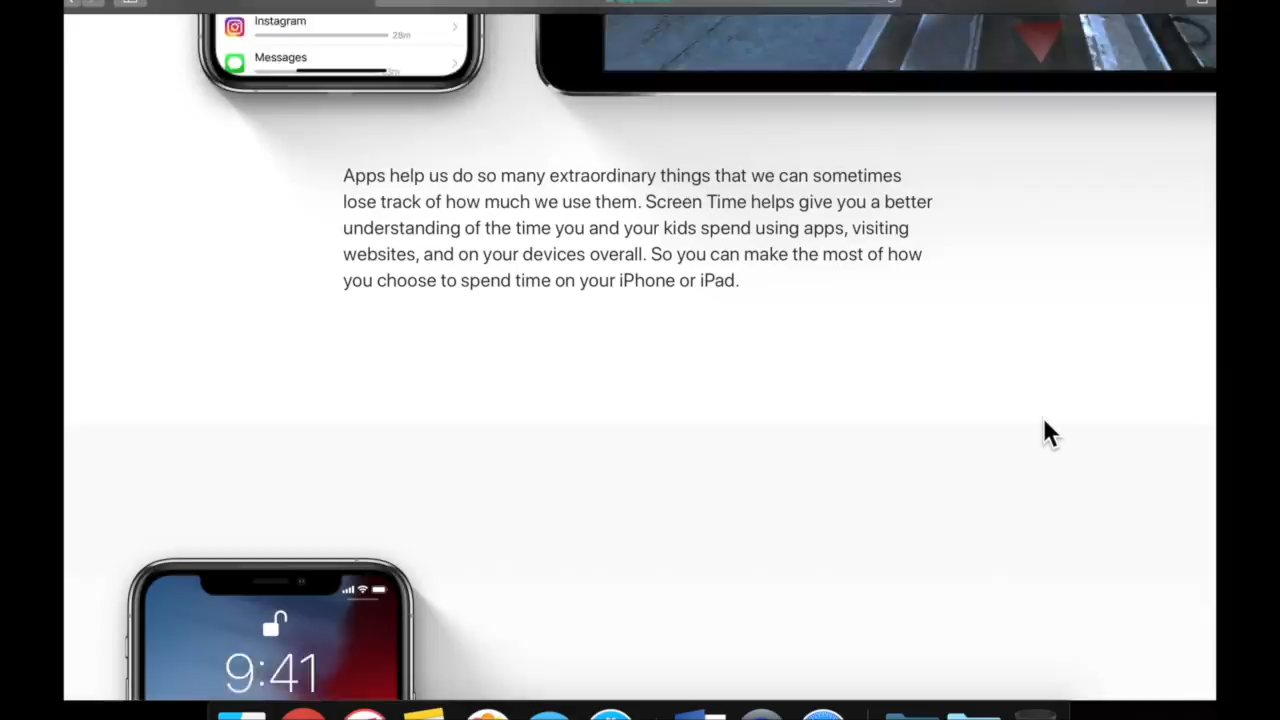 Instagram
28m
Messages
Apps help us do so many extraordinary things that we can sometimes
lose track of how much we use them. Screen Time helps give you a better
understanding of the time you and your kids spend using apps, visiting
websites, and on your devices overall. So you can make the most of how
you choose to spend time on your iPhone or iPad.
9:41